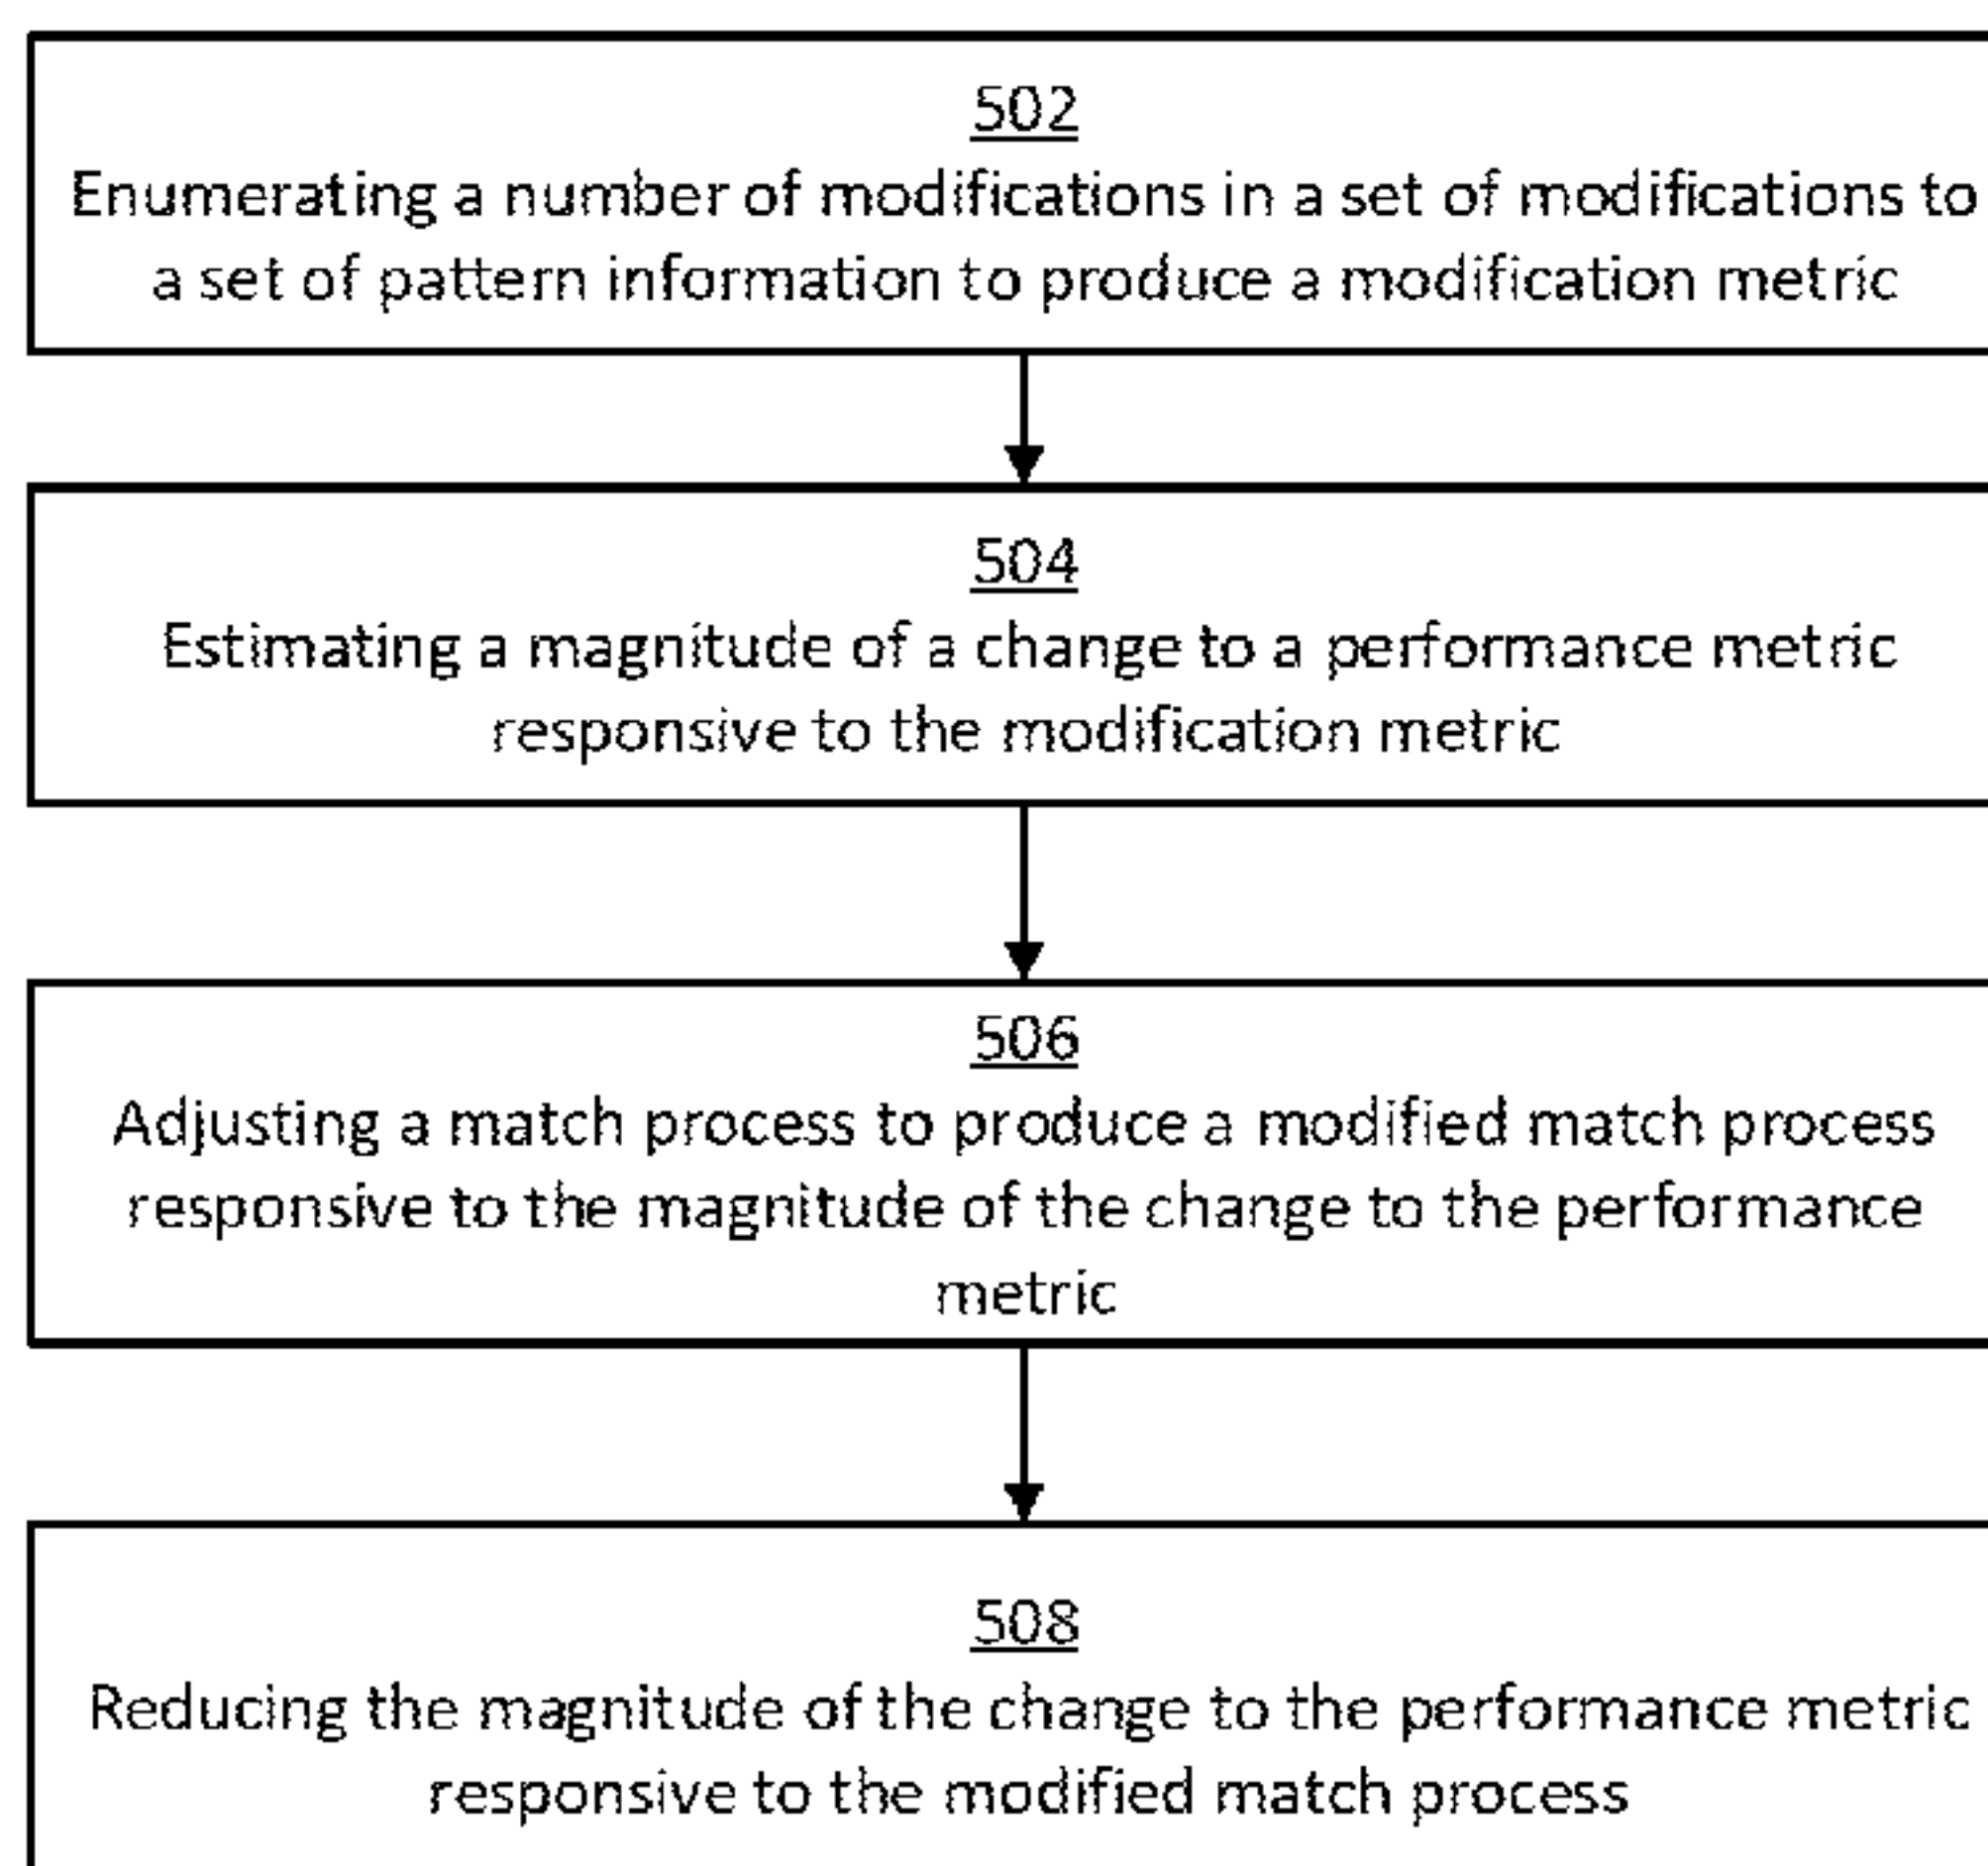 502
Enumerating a number of modifications in a set of modifications to
a set of pattern information to produce a modification metric
504
Estimating a magnitude of a change to a performance metric
responsive to the modification metric
506
Adjusting a match process to produce a modified match process
responsive to the magnitude of the change to the performance
metric
508
Reducing the magnitude of the change to the performance metric
responsive to the modified match process